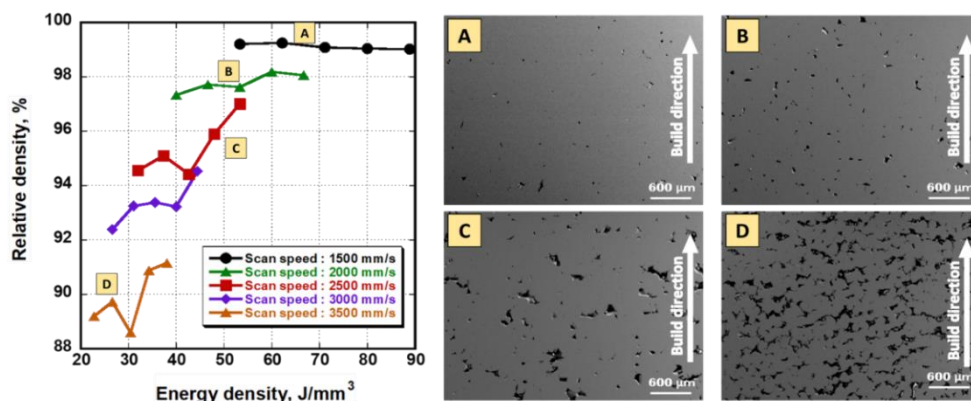 100
98
96
94
92
90
88
Relative density, %
A
B
C
D
Scan speed : 1500 mm/s
Scan speed : 2000 mm/s
Scan speed : 2500 mm/s
Scan speed : 3000 mm/s
Scan speed : 3500 mm/s
20 30 40 50 60 70 80 90
Energy density, J/mm³
A
Build direction
600 μm
B
Build direction
600 μm
C
Build direction
600 μm
D
Build direction
600 μm